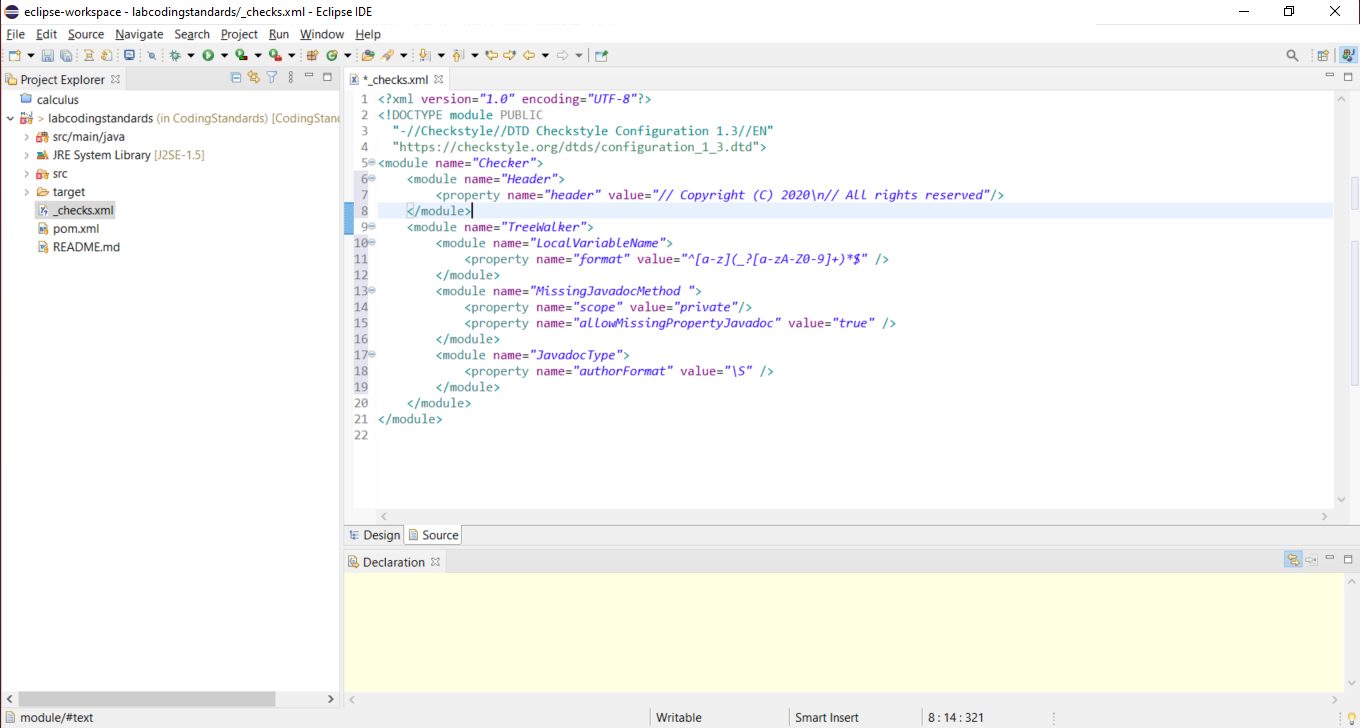 eclipse-workspace - labcodingstandards/_checks.xml - Eclipse IDE
File Edit Source Navigate Search Project Run Window Help
Project Explorer
calculus
> labcodingstandards (in CodingStandards) [CodingStan
src/main/java
JRE System Library [J2SE-1.5]
src
target
_checks.xml
pom.xml
README.md
*_checks.xml
1 <?xml version="1.0" encoding="UTF-8"?>
2 <!DOCTYPE module PUBLIC
3   "-//Checkstyle//DTD Checkstyle Configuration 1.3//EN"
4   "https://checkstyle.org/dtds/configuration_1_3.dtd">
5 <module name="Checker">
6     <module name="Header">
7         <property name="header" value="// Copyright (C) 2020\n// All rights reserved"/>
8     </module>
9     <module name="TreeWalker">
10         <module name="LocalVariableName">
11             <property name="format" value="^[a-z](_?[a-zA-Z0-9]+)*$" />
12         </module>
13         <module name="MissingJavadocMethod ">
14             <property name="scope" value="private"/>
15             <property name="allowMissingPropertyJavadoc" value="true" />
16         </module>
17         <module name="JavadocType">
18             <property name="authorFormat" value="\S" />
19         </module>
20     </module>
21 </module>
22
Design Source
Declaration
module/#text Writable Smart Insert 8 : 14 : 321